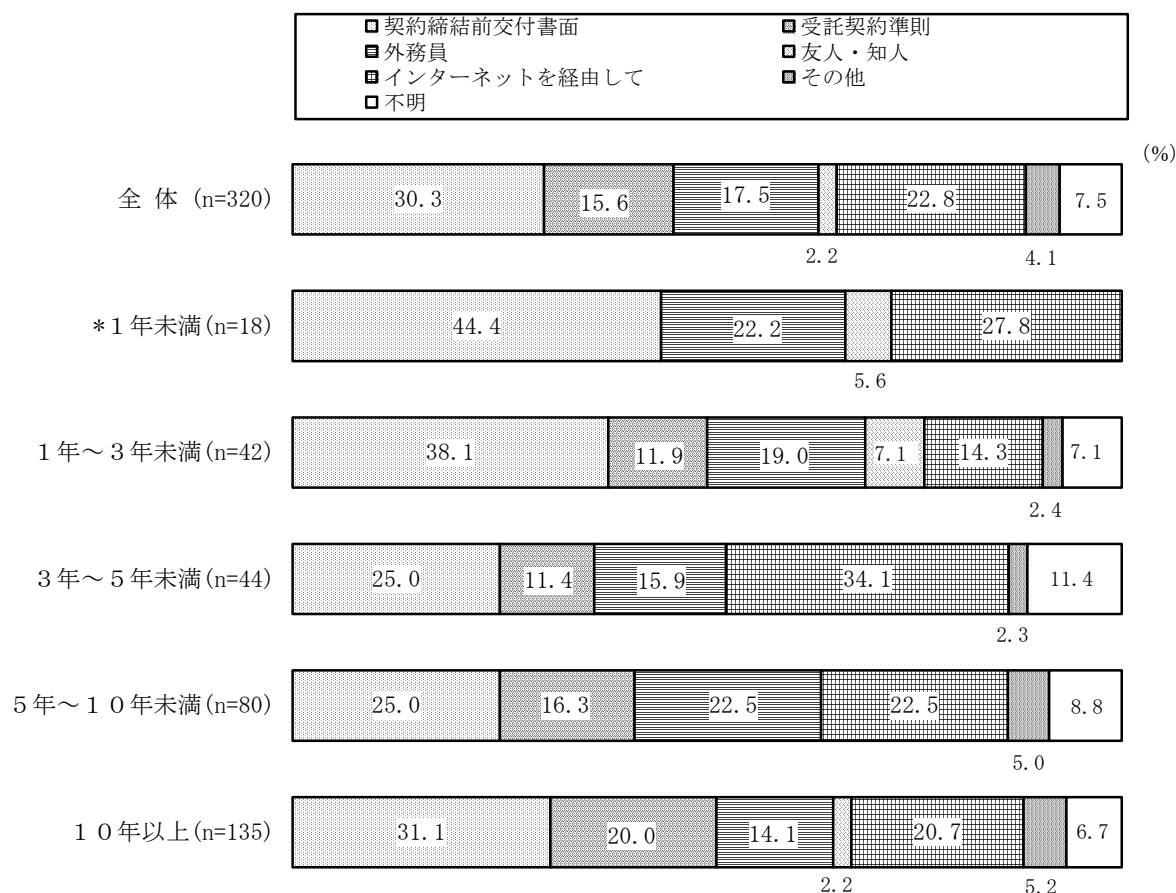 契約締結前交付書面 受託契約準則
外務員 友人・知人
インターネットを経由して その他
不明
(%)
全 体 (n=320) 30.3 15.6 17.5 22.8 7.5
2.2 4.1
*１年未満(n=18) 44.4 22.2 27.8
5.6
１年～３年未満(n=42) 38.1 11.9 19.0 7.1 14.3 7.1
2.4
３年～５年未満(n=44) 25.0 11.4 15.9 34.1 11.4
2.3
５年～１０年未満(n=80) 25.0 16.3 22.5 22.5 8.8
5.0
１０年以上(n=135) 31.1 20.0 14.1 20.7 6.7
2.2 5.2